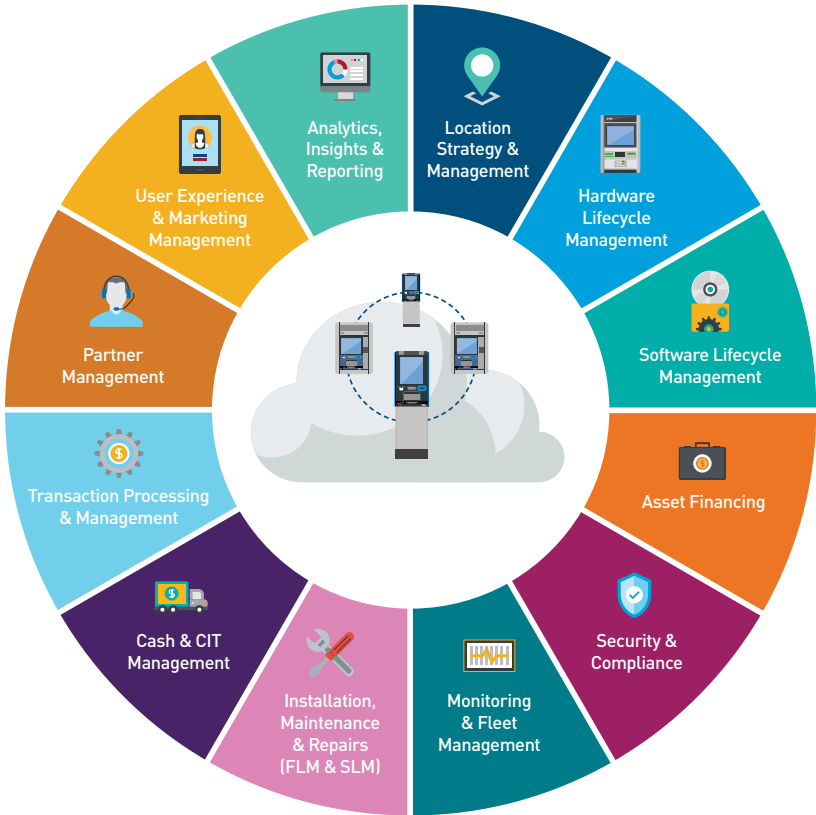 Analytics,
Insights &
Reporting
Location
Strategy &
Management
Hardware
Lifecycle
Management
Software Lifecycle
Management
Asset Financing
Security &
Compliance
Monitoring
& Fleet
Management
Installation,
Maintenance
& Repairs
(FLM & SLM)
Cash & CIT
Management
Transaction Processing
& Management
Partner
Management
User Experience
& Marketing
Management